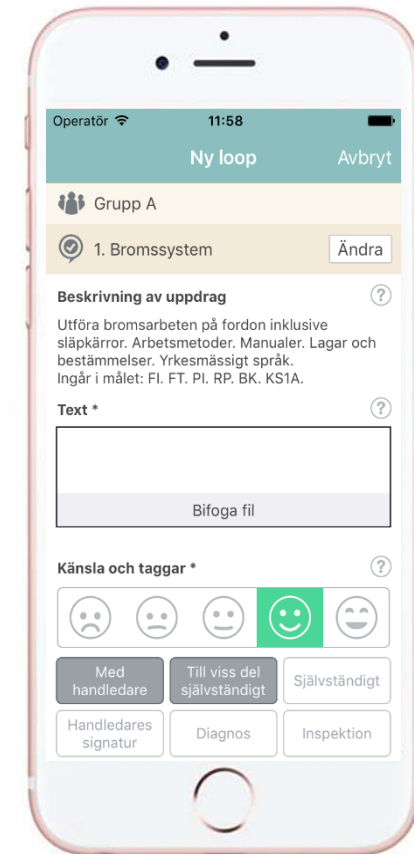 Operatör 11:58
Ny loop Avbryt
Grupp A
1. Bromssystem Ändra
Beskrivning av uppdrag ?
Utföra bromsarbeten på fordon inklusive
släpkärror. Arbetsmetoder. Manualer. Lagar och
bestämmelser. Yrkesmässigt språk.
Ingår i målet: FI. FT. PI. RP. BK. KS1A.
Text * ?
Bifoga fil
Känsla och taggar * ?
Med
handledare
Till viss del
självständigt
Självständigt
Handledares
signatur
Diagnos
Inspektion